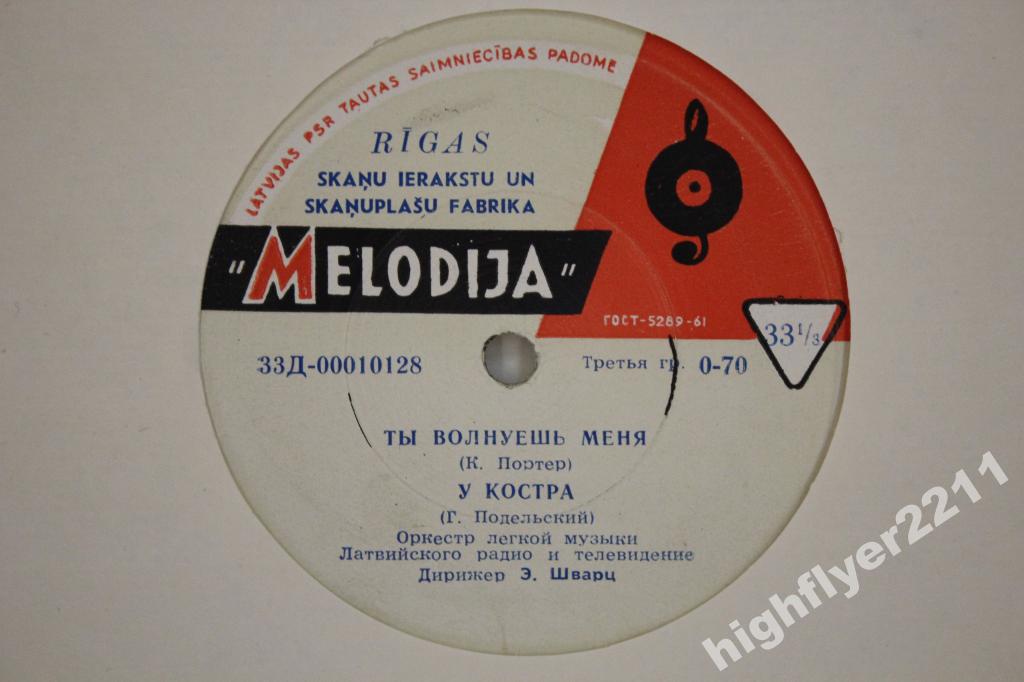 LATVIJAS PSR TAUTAS SAIMNIECĪBAS PADOME
RĪGAS
SKAŅU IERAKSTU UN
SKAŅUPLAŠU FABRIKA
"MELODIJA"
ГОСТ-5289-61
33 1/3
33Д-00010128
Третья гр. 0-70
ТЫ ВОЛНУЕШЬ МЕНЯ
(К. Портер)
У КОСТРА
(Г. Подельский)
Оркестр легкой музыки
Латвийского радио и телевидение
Дирижер Э. Шварц
highflyer2211